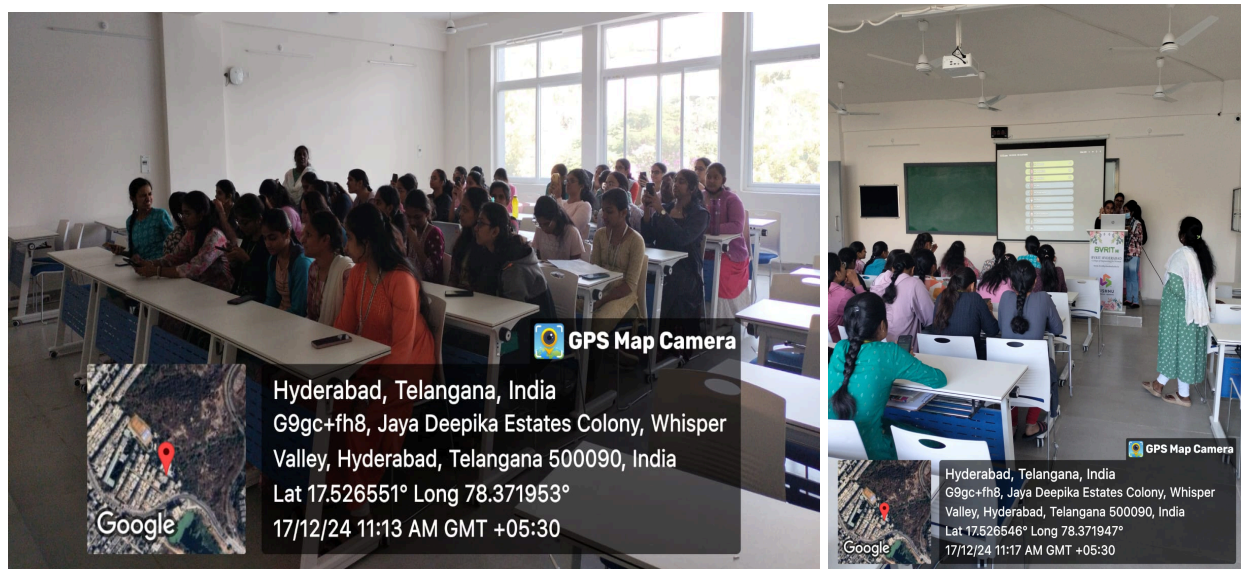 GPS Map Camera
Hyderabad, Telangana, India
G9gc+fh8, Jaya Deepika Estates Colony, Whisper
Valley, Hyderabad, Telangana 500090, India
Lat 17.526551° Long 78.371953°
17/12/24 11:13 AM GMT +05:30
Google
BVRIT
GPS Map Camera
Hyderabad, Telangana, India
G9gc+fh8, Jaya Deepika Estates Colony, Whisper
Valley, Hyderabad, Telangana 500090, India
Lat 17.526546° Long 78.371947°
17/12/24 11:17 AM GMT +05:30
Google